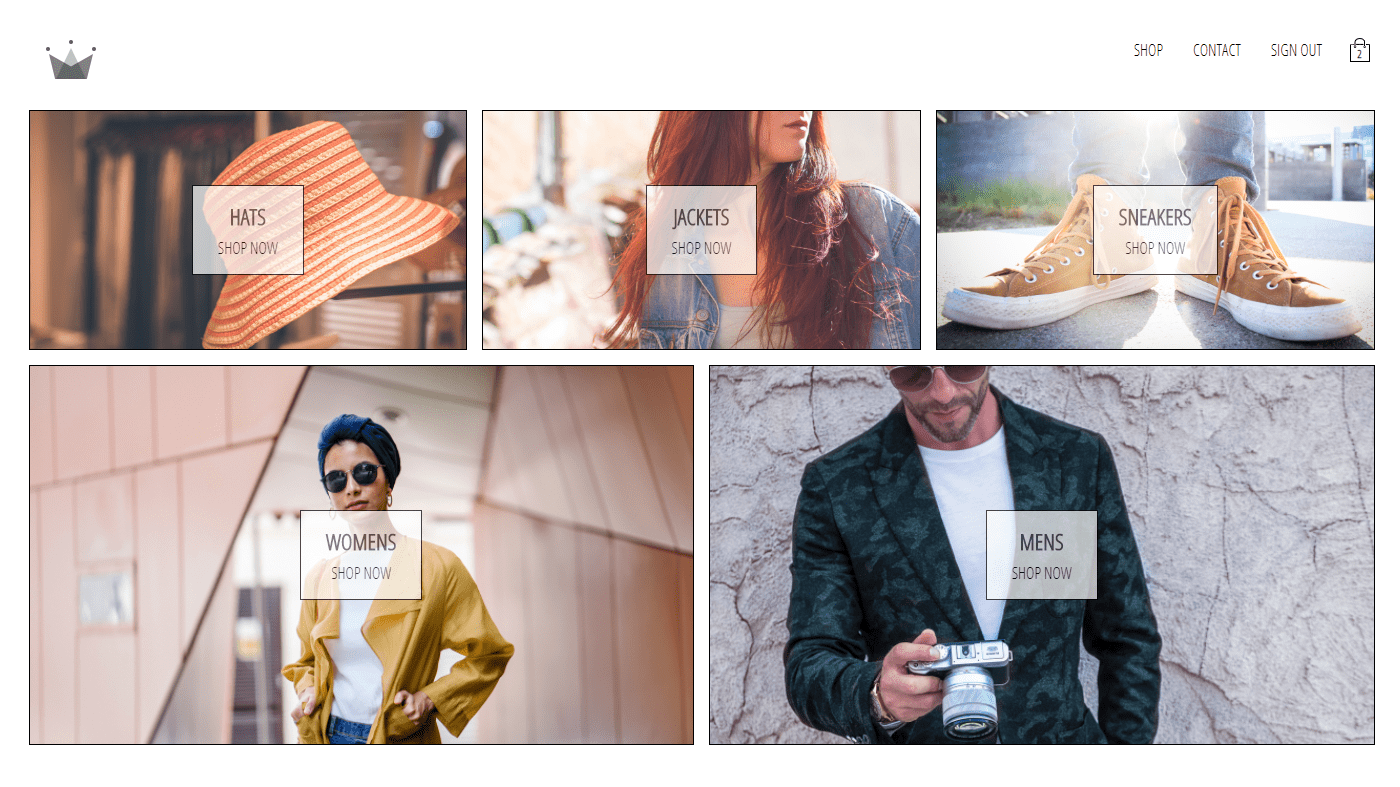 SHOP
CONTACT
SIGN OUT
2
HATS
SHOP NOW
JACKETS
SHOP NOW
SNEAKERS
SHOP NOW
WOMENS
SHOP NOW
MENS
SHOP NOW